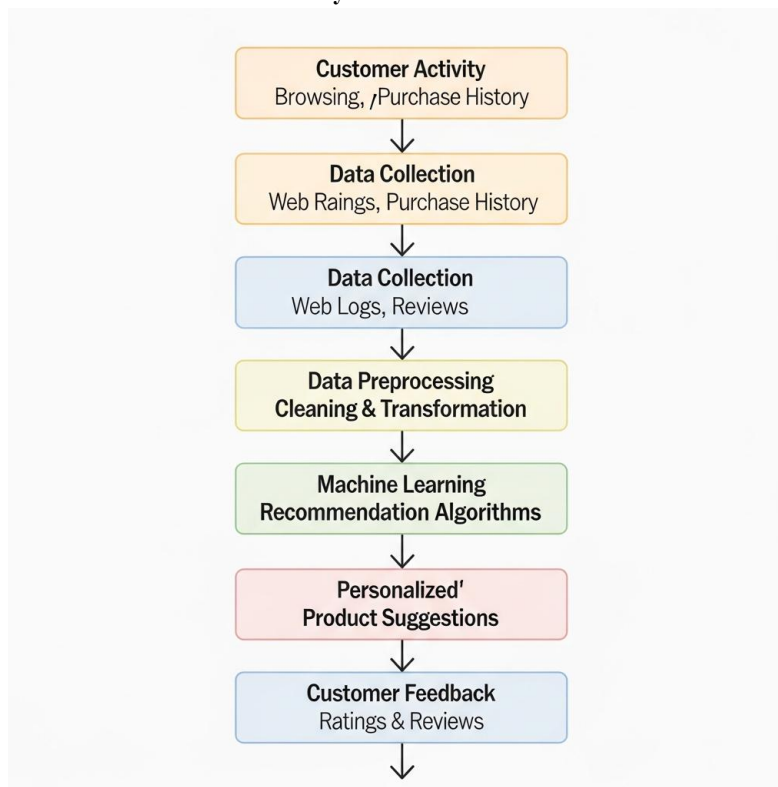 Customer Activity
Browsing, /Purchase History
Data Collection
Web Raings, Purchase History
Data Collection
Web Logs, Reviews
Data Preprocessing
Cleaning & Transformation
Machine Learning
Recommendation Algorithms
Personalized'
Product Suggestions
Customer Feedback
Ratings & Reviews